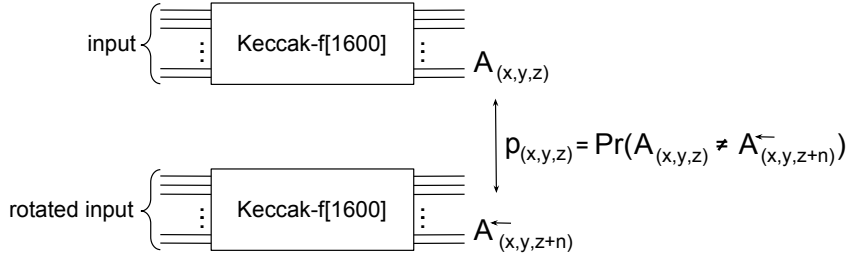 input
Keccak-f[1600]
⋮ ⋮
A(x,y,z)
p(x,y,z) = Pr(A(x,y,z) ≠ A←(x,y,z+n))
rotated input
Keccak-f[1600]
⋮ ⋮
A←(x,y,z+n)